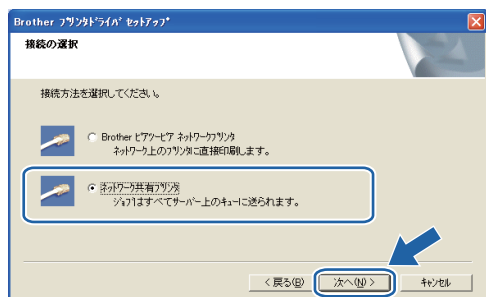 Brother プリンタドライバ セットアップ
接続の選択
接続方法を選択してください。
Brother ピアツーピア ネットワークプリンタ
ネットワーク上のプリンタに直接印刷します。
ネットワーク共有プリンタ
ジョブはすべてサーバー上のキューに送られます。
< 戻る(B)
次へ(N) >
キャンセル